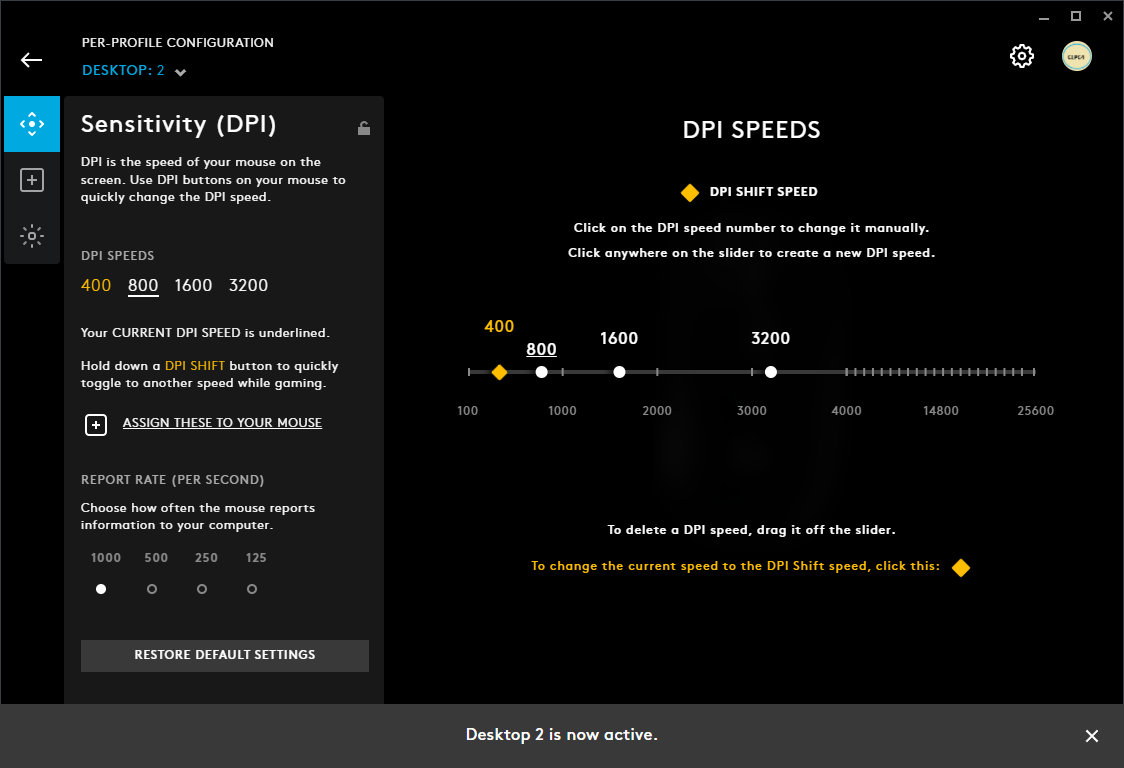 PER-PROFILE CONFIGURATION
DESKTOP: 2
Sensitivity (DPI)
DPI is the speed of your mouse on the
screen. Use DPI buttons on your mouse to
quickly change the DPI speed.
DPI SPEEDS
400 800 1600 3200
Your CURRENT DPI SPEED is underlined.
Hold down a DPI SHIFT button to quickly
toggle to another speed while gaming.
ASSIGN THESE TO YOUR MOUSE
REPORT RATE (PER SECOND)
Choose how often the mouse reports
information to your computer.
1000 500 250 125
RESTORE DEFAULT SETTINGS
DPI SPEEDS
DPI SHIFT SPEED
Click on the DPI speed number to change it manually.
Click anywhere on the slider to create a new DPI speed.
400 800 1600 3200
100 1000 2000 3000 4000 14800 25600
To delete a DPI speed, drag it off the slider.
To change the current speed to the DPI Shift speed, click this:
Desktop 2 is now active.